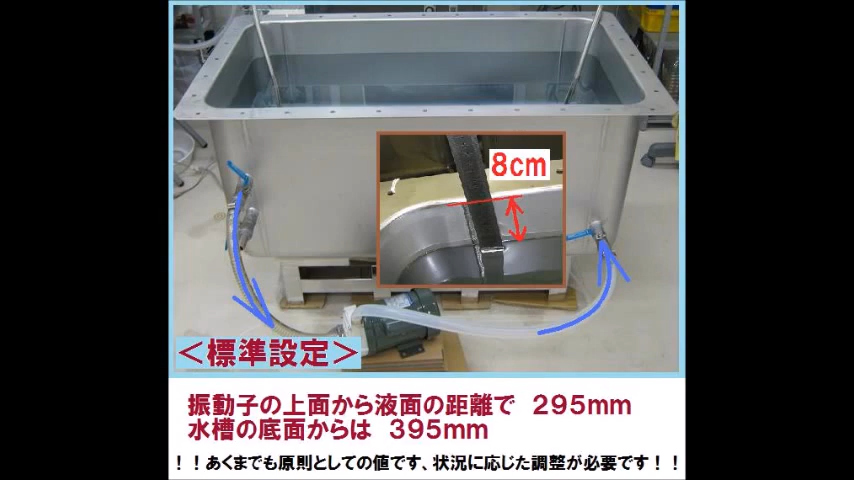 8cm
＜標準設定＞
振動子の上面から液面の距離で　295mm
水槽の底面からは　395mm
！！あくまでも原則としての値です、状況に応じた調整が必要です！！